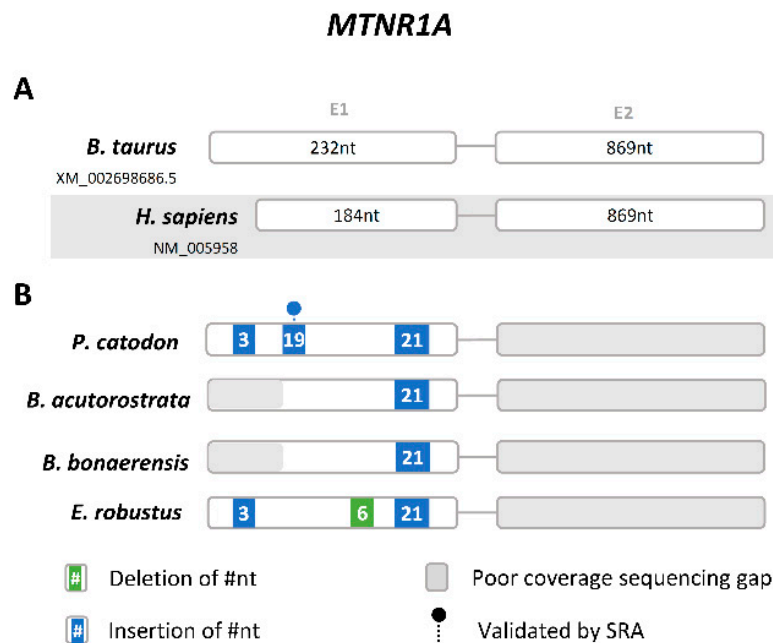 MTNR1A
A
E1 E2
B. taurus 232nt 869nt
XM_002698686.5
H. sapiens 184nt 869nt
NM_005958
B
P. catodon 3 19 21
B. acutorostrata 21
B. bonaerensis 21
E. robustus 3 6 21
# Deletion of #nt Poor coverage sequencing gap
# Insertion of #nt Validated by SRA